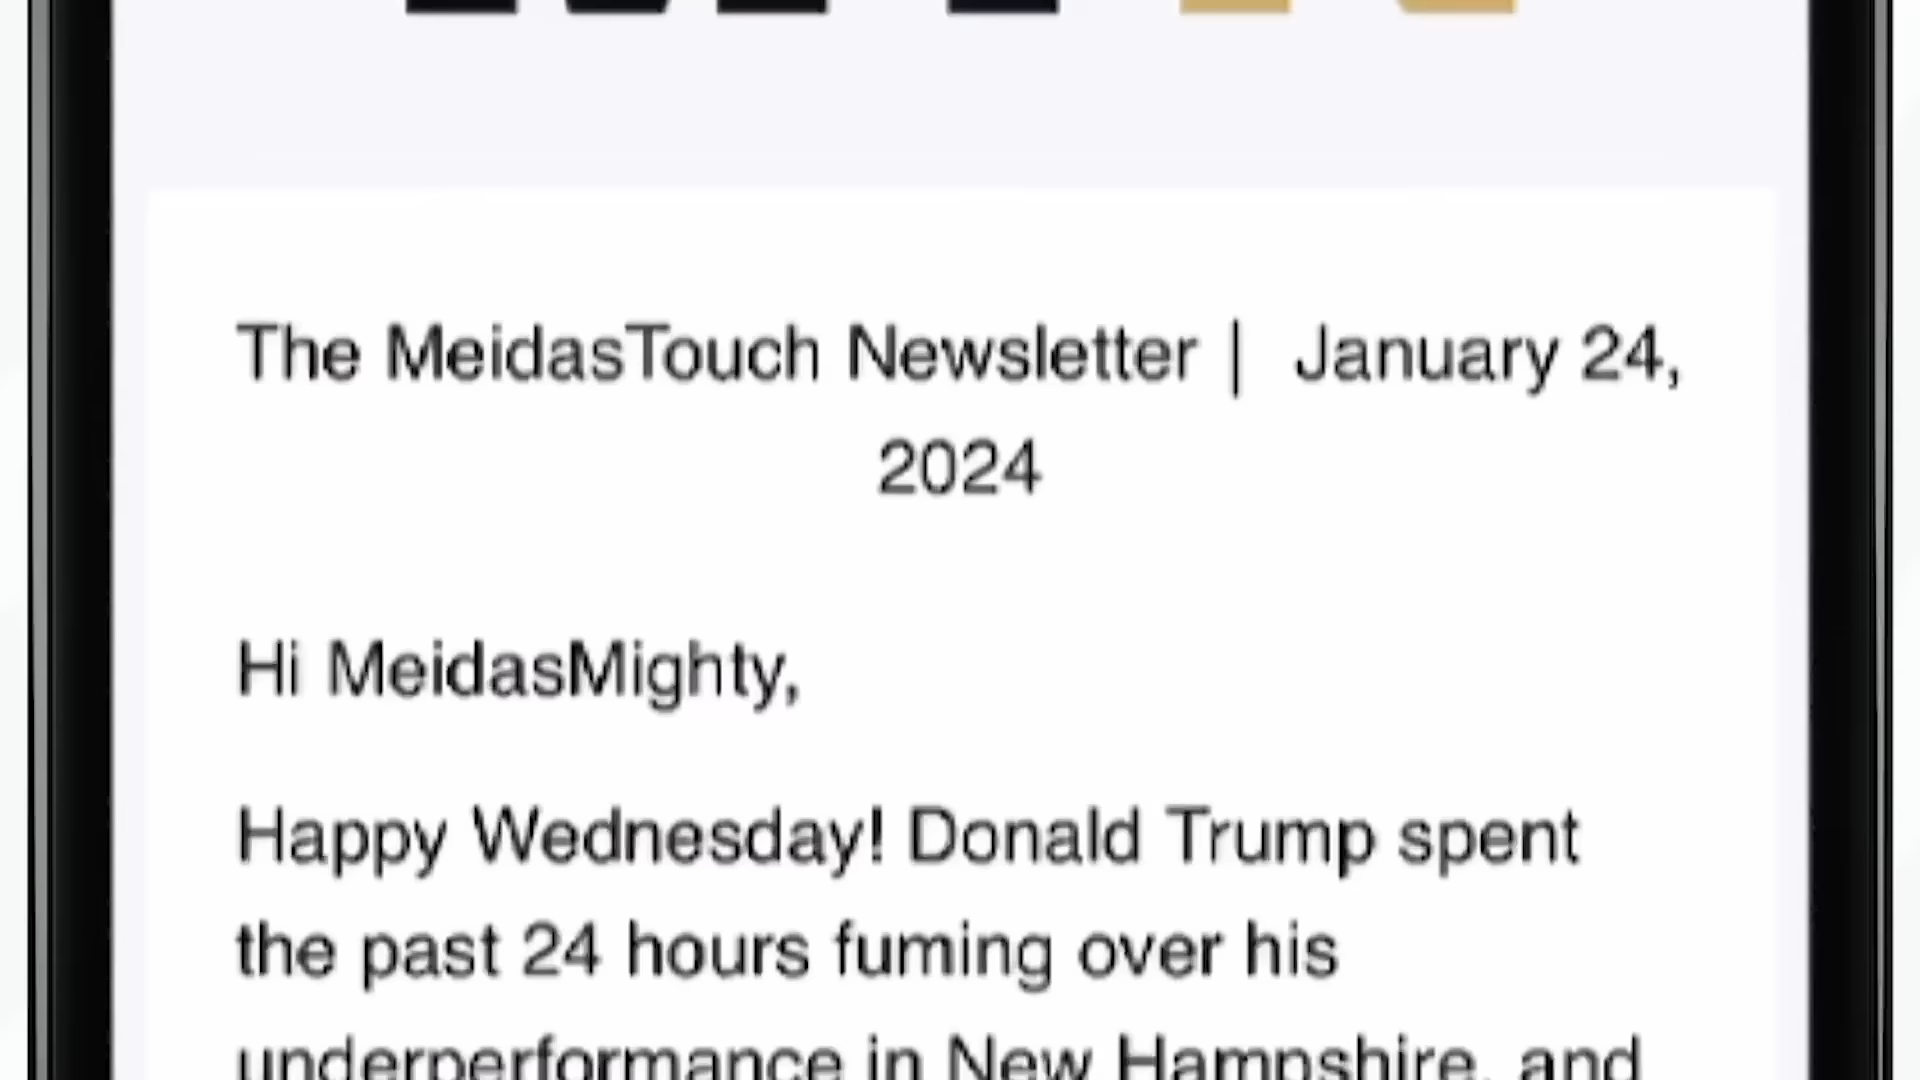 The MeidasTouch Newsletter | January 24,
2024
Hi MeidasMighty,
Happy Wednesday! Donald Trump spent
the past 24 hours fuming over his
underperformance in New Hampshire, and